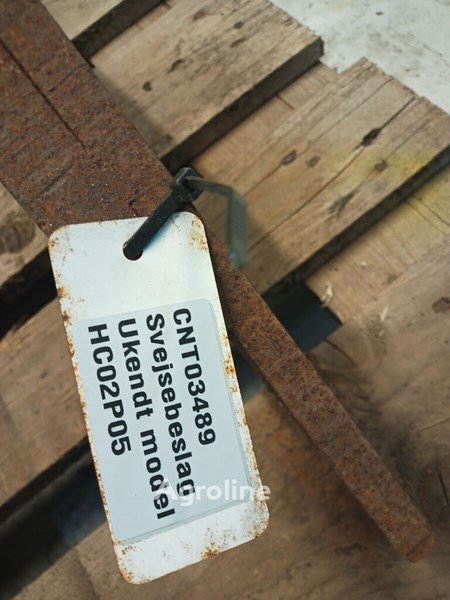 CNT03489
Svejsebeslag
Ukendt model
HC02P05
Agroline